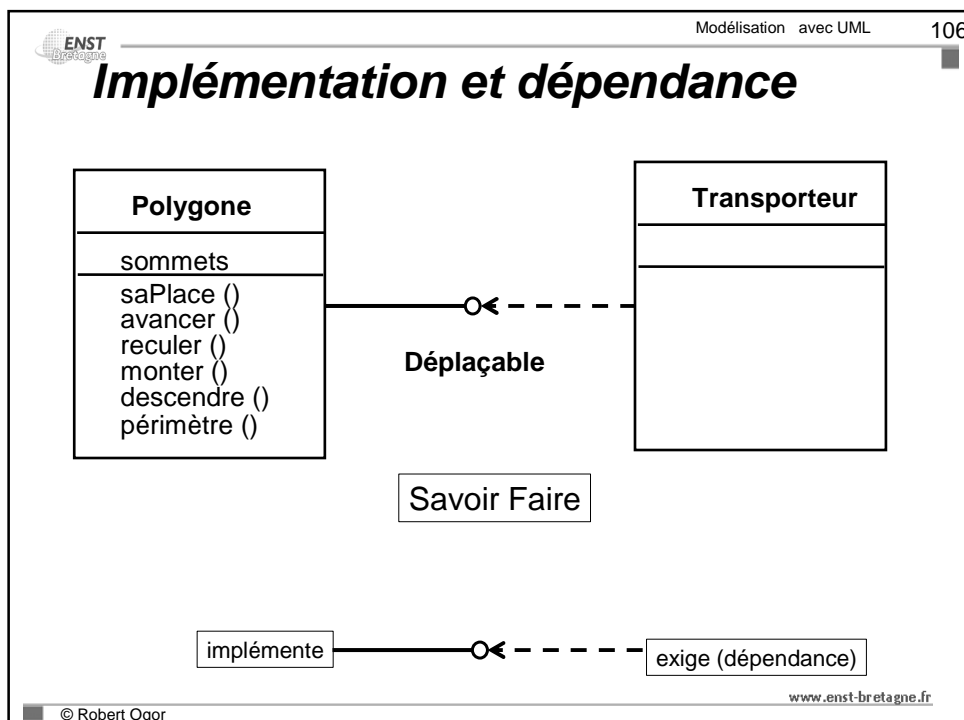 Modélisation avec UML
106
ENST
Bretagne
Implémentation et dépendance
Polygone
sommets
saPlace ()
avancer ()
reculer ()
monter ()
descendre ()
périmètre ()
Déplaçable
Transporteur
Savoir Faire
implémente
exige (dépendance)
www.enst-bretagne.fr
© Robert Ogor